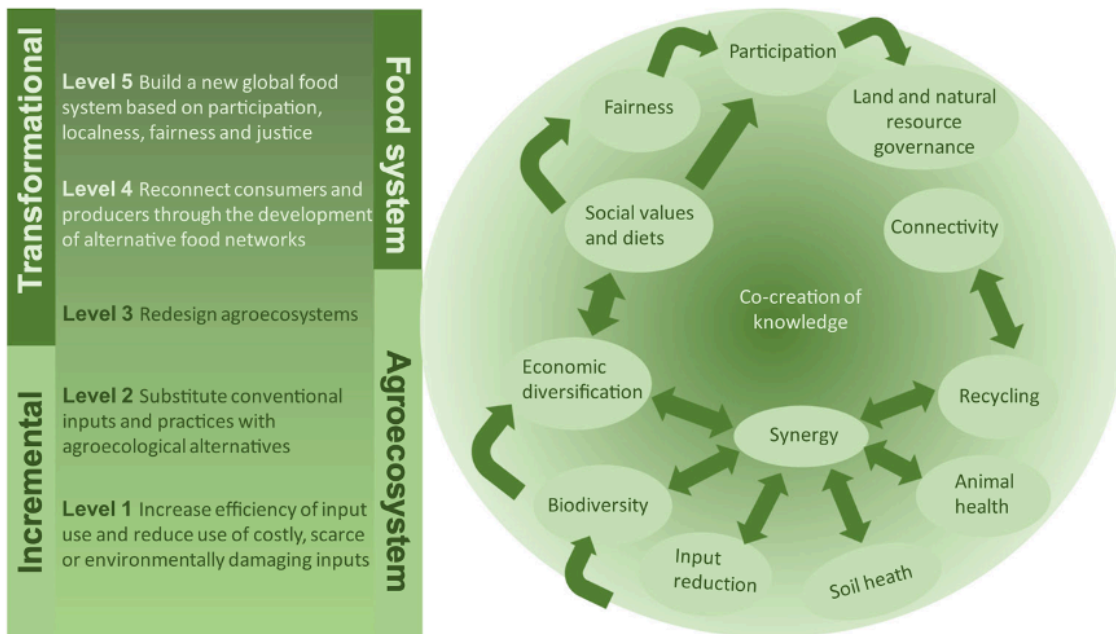 Transformational
Incremental
Level 5 Build a new global food
system based on participation,
localness, fairness and justice
Level 4 Reconnect consumers and
producers through the development
of alternative food networks
Level 3 Redesign agroecosystems
Level 2 Substitute conventional
inputs and practices with
agroecological alternatives
Level 1 Increase efficiency of input
use and reduce use of costly, scarce
or environmentally damaging inputs
Food system
Agroecosystem
Participation
Fairness
Land and natural
resource
governance
Social values
and diets
Connectivity
Co-creation of
knowledge
Economic
diversification
Recycling
Synergy
Biodiversity
Animal
health
Input
reduction
Soil heath